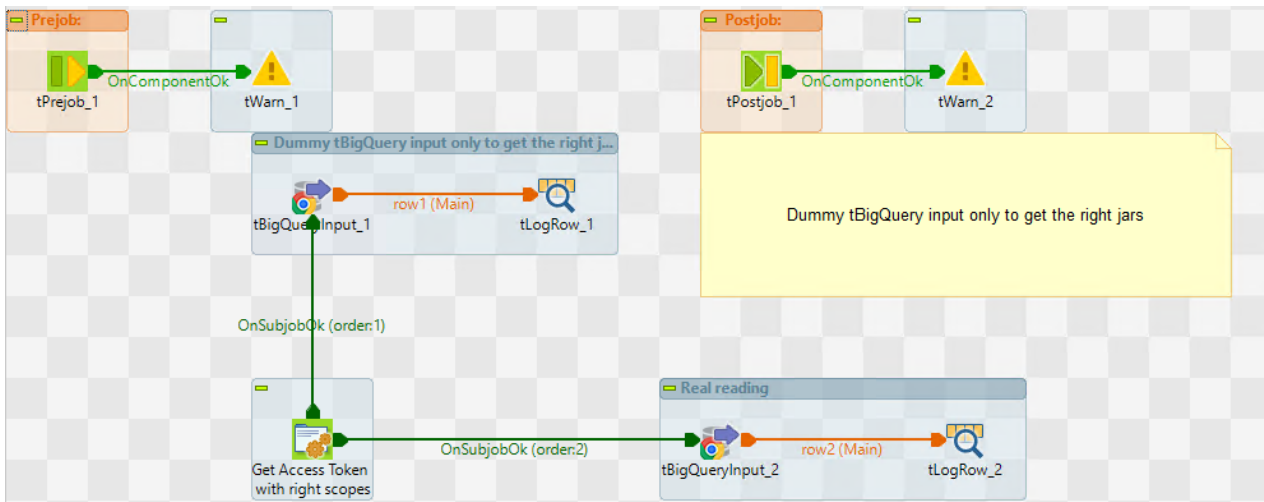 Prejob:
Postjob:
OnComponentOk
OnComponentOk
tPrejob_1
tWarn_1
tPostjob_1
tWarn_2
Dummy tBigQuery input only to get the right j...
row1 (Main)
tBigQueryInput_1
tLogRow_1
Dummy tBigQuery input only to get the right jars
OnSubjobOk (order:1)
Real reading
OnSubjobOk (order:2)
row2 (Main)
Get Access Token
with right scopes
tBigQueryInput_2
tLogRow_2